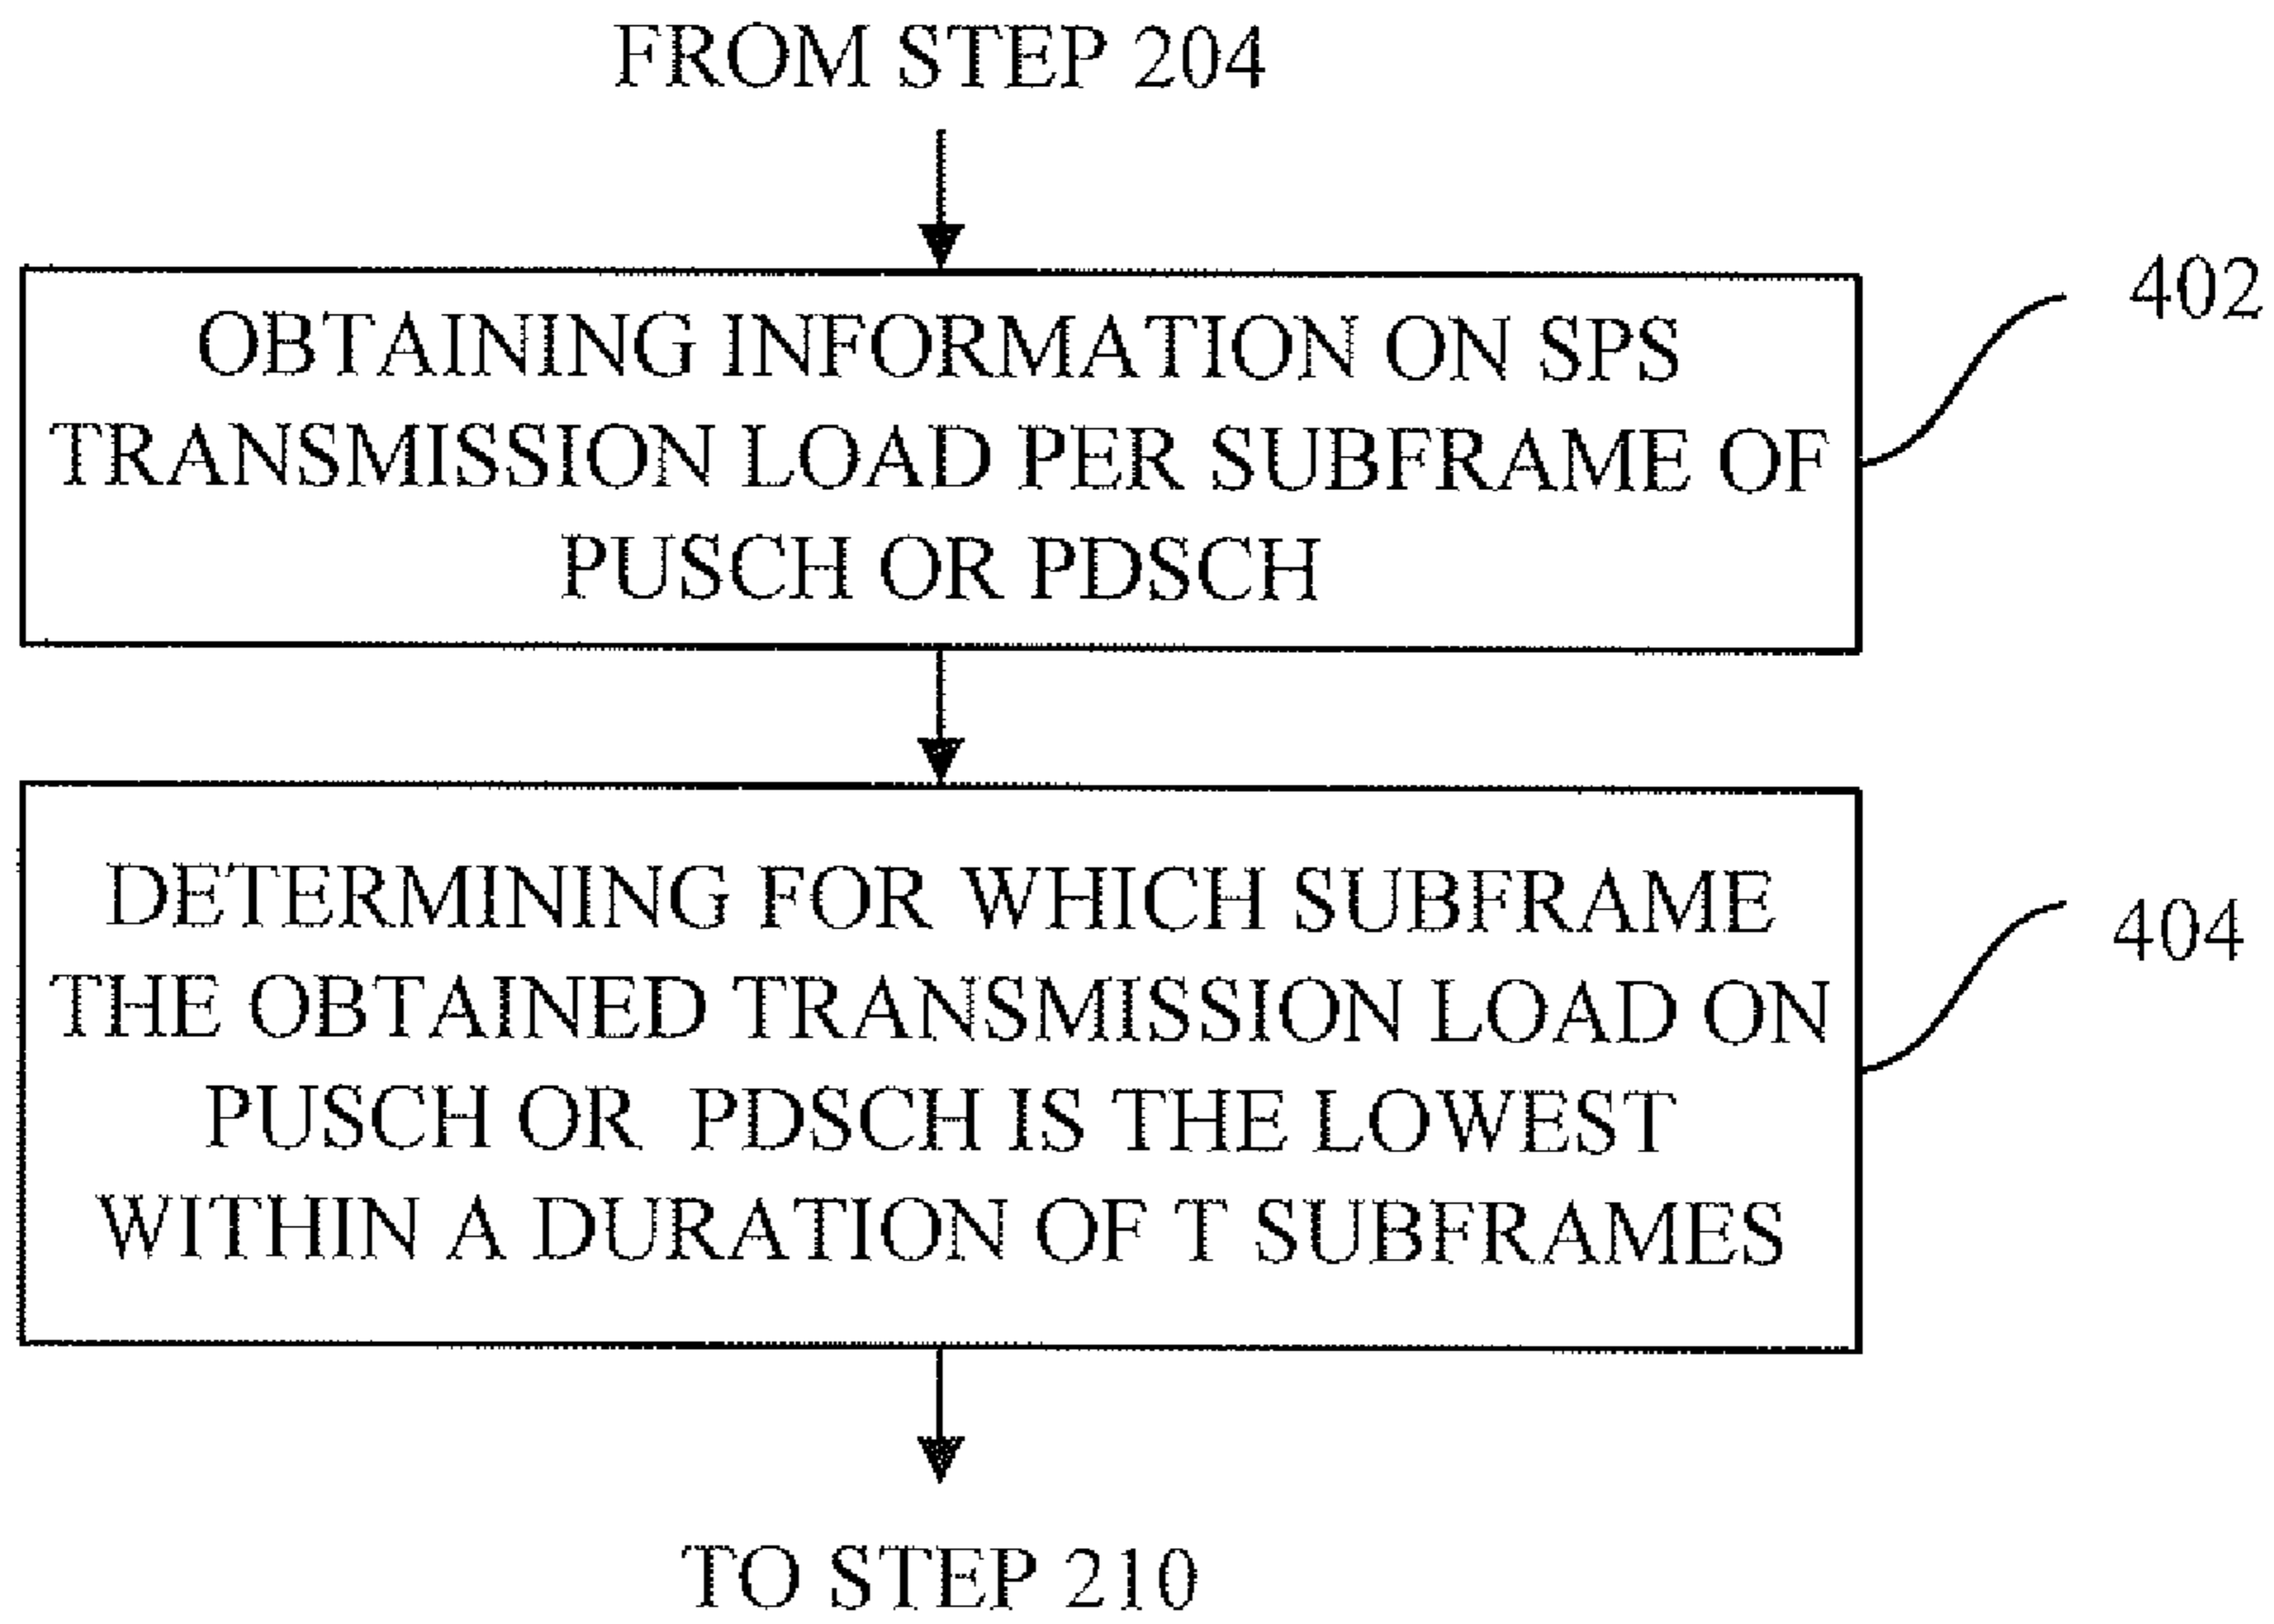 FROM STEP 204
402
OBTAINING INFORMATION ON SPS
TRANSMISSION LOAD PER SUBFRAME OF
PUSCH OR PDSCH
404
DETERMINING FOR WHICH SUBFRAME
THE OBTAINED TRANSMISSION LOAD ON
PUSCH OR PDSCH IS THE LOWEST
WITHIN A DURATION OF T SUBFRAMES
TO STEP 210